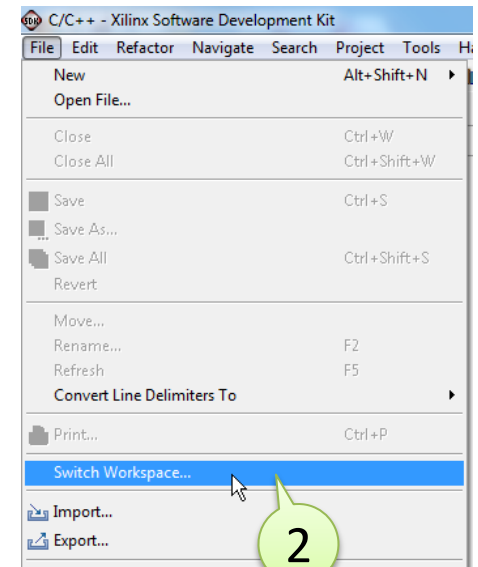 SDK C/C++ - Xilinx Software Development Kit
File Edit Refactor Navigate Search Project Tools
New Alt+Shift+N
Open File...
Close Ctrl+W
Close All Ctrl+Shift+W
Save Ctrl+S
Save As...
Save All Ctrl+Shift+S
Revert
Move...
Rename... F2
Refresh F5
Convert Line Delimiters To
Print... Ctrl+P
Switch Workspace...
Import...
Export...
2